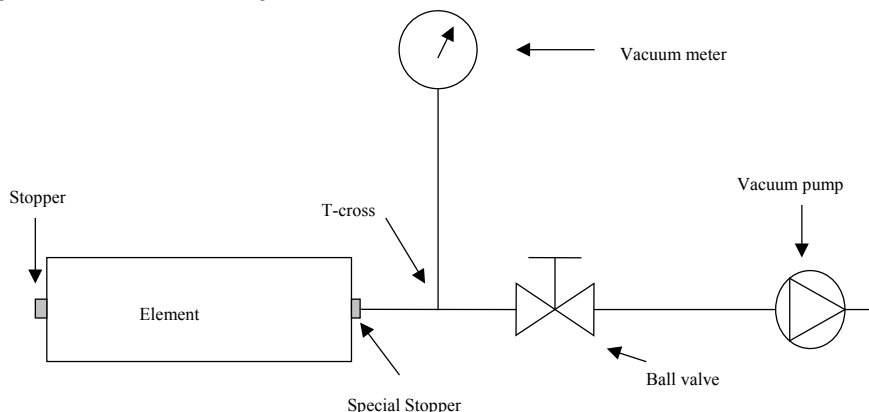 Vacuum meter
Vacuum pump
Stopper
T-cross
Element
Ball valve
Special Stopper